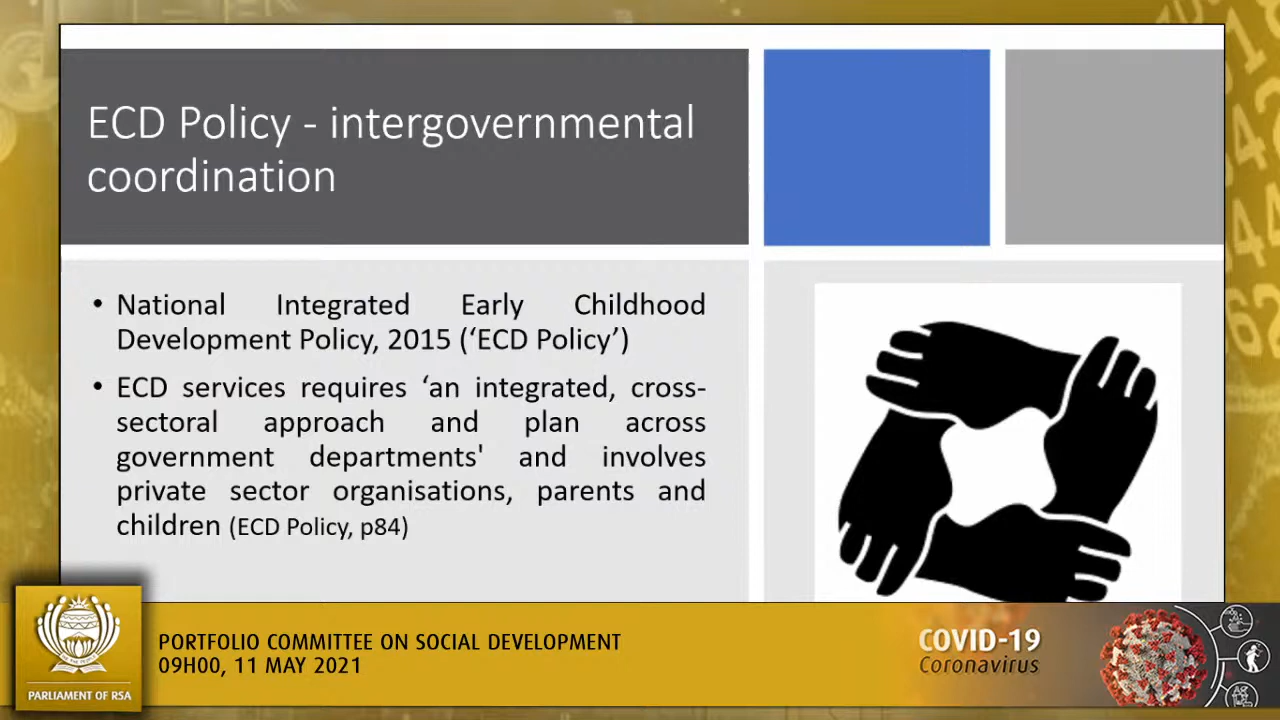 ECD Policy - intergovernmental
coordination
• National Integrated Early Childhood
Development Policy, 2015 (‘ECD Policy’)
• ECD services requires ‘an integrated, cross-
sectoral approach and plan across
government departments' and involves
private sector organisations, parents and
children (ECD Policy, p84)
PORTFOLIO COMMITTEE ON SOCIAL DEVELOPMENT
09H00, 11 MAY 2021
PARLIAMENT OF RSA
COVID-19
Coronavirus